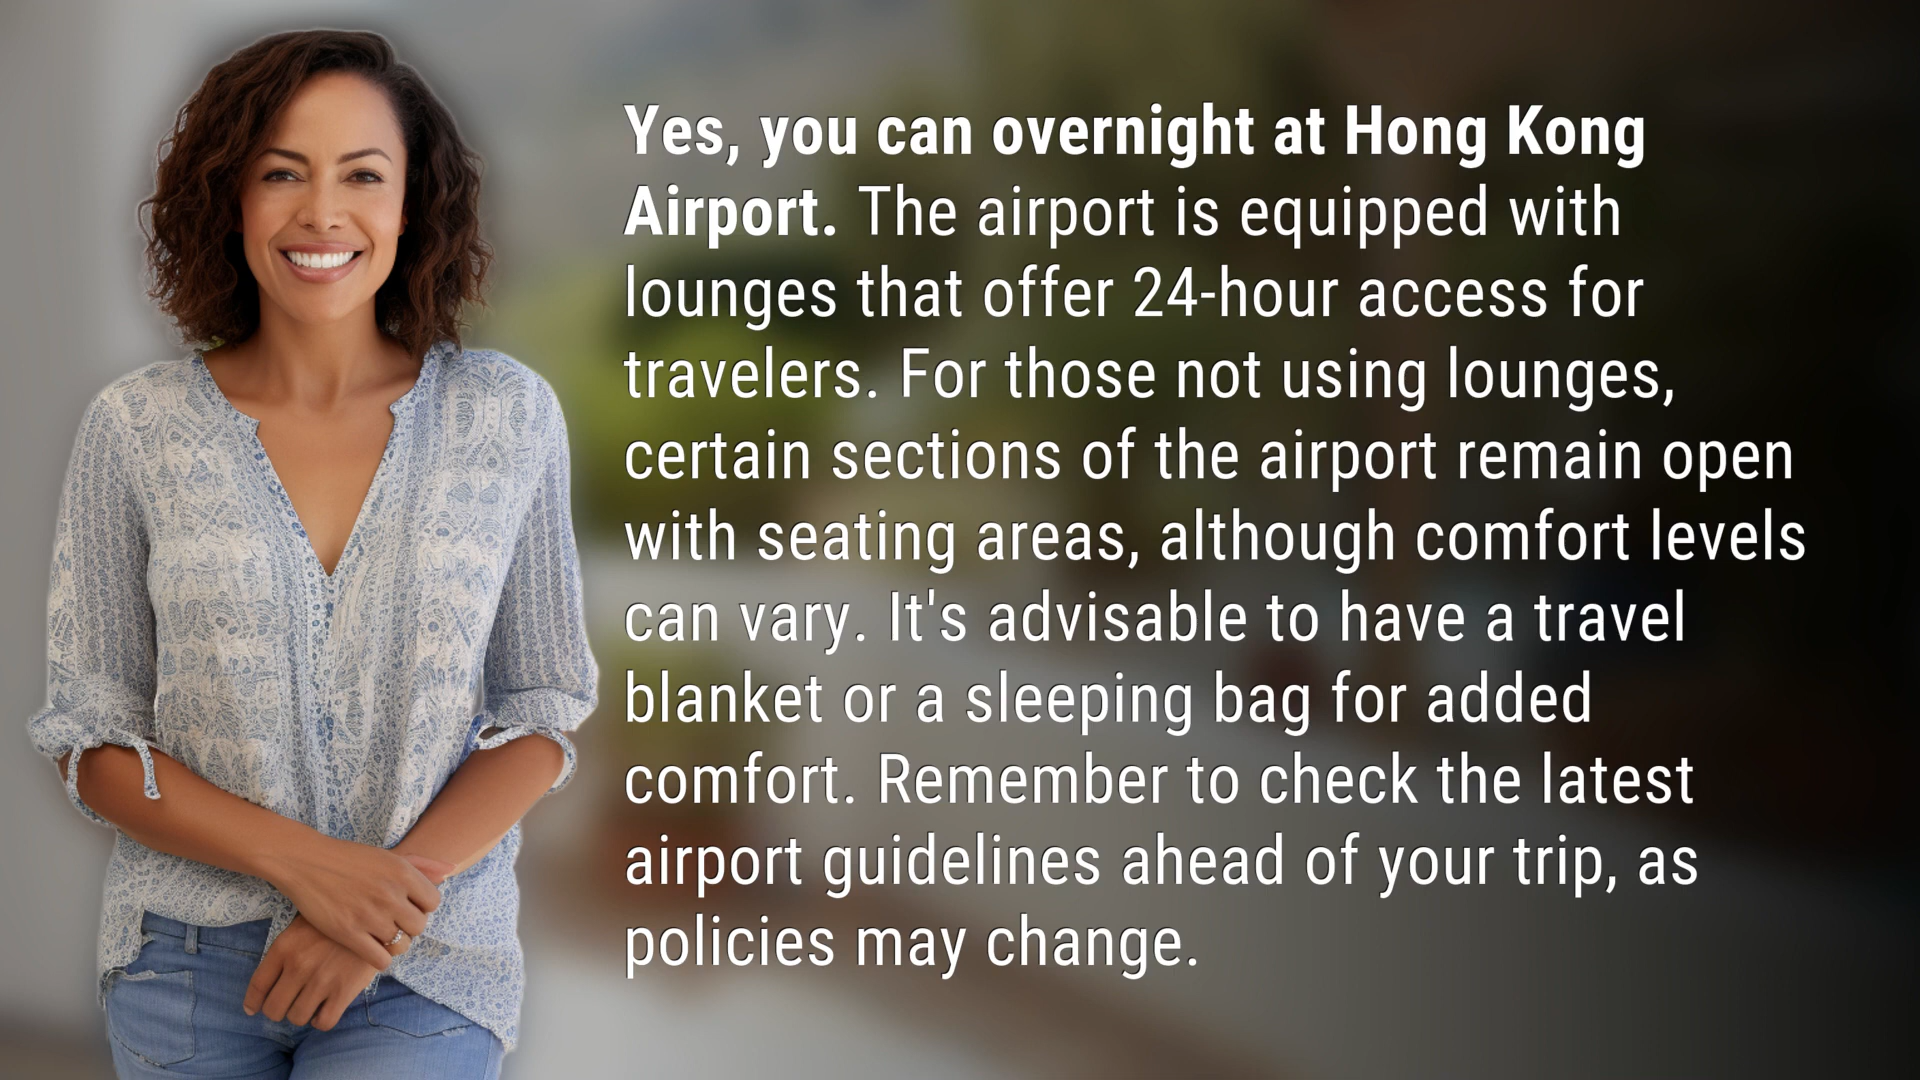 Yes, you can overnight at Hong Kong
Airport. The airport is equipped with
lounges that offer 24-hour access for
travelers. For those not using lounges,
certain sections of the airport remain open
with seating areas, although comfort levels
can vary. It's advisable to have a travel
blanket or a sleeping bag for added
comfort. Remember to check the latest
airport guidelines ahead of your trip, as
policies may change.